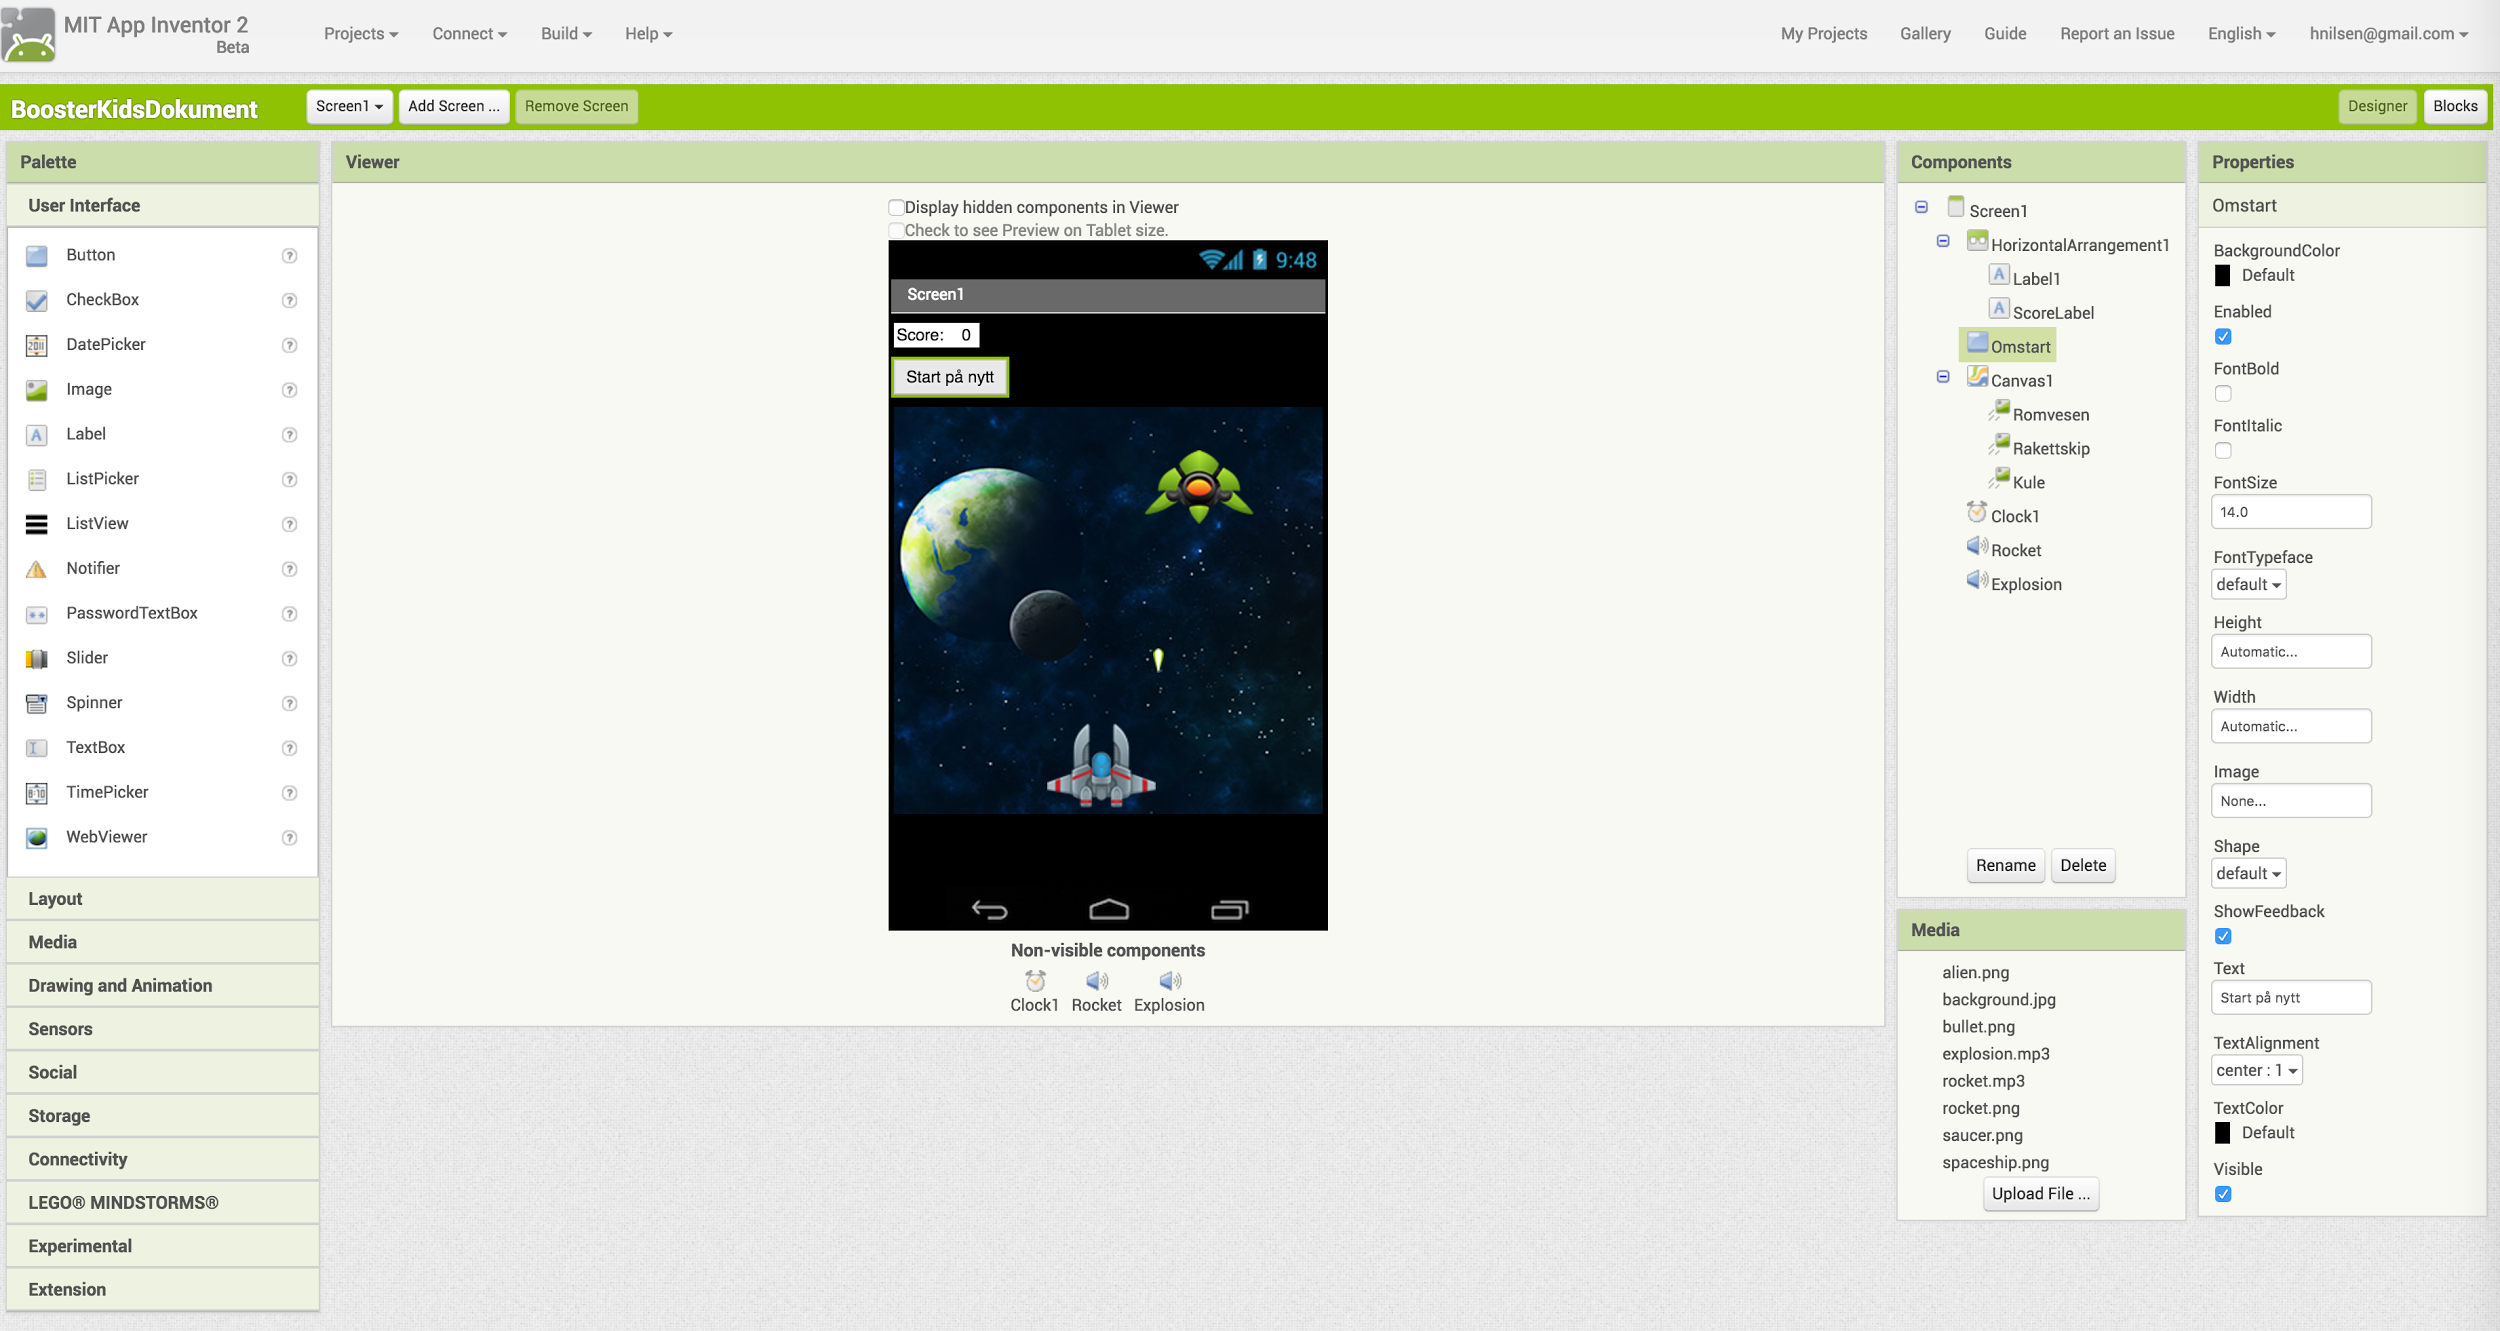 MIT App Inventor 2
Beta
Projects Connect Build Help
My Projects Gallery Guide Report an Issue English hnilsen@gmail.com
BoosterKidsDokument
Screen1 Add Screen ... Remove Screen
Designer Blocks
Palette
User Interface
Button ?
CheckBox ?
DatePicker ?
Image ?
Label ?
ListPicker ?
ListView ?
Notifier ?
PasswordTextBox ?
Slider ?
Spinner ?
TextBox ?
TimePicker ?
WebViewer ?
Layout
Media
Drawing and Animation
Sensors
Social
Storage
Connectivity
LEGO® MINDSTORMS®
Experimental
Extension
Viewer
Display hidden components in Viewer
Check to see Preview on Tablet size.
9:48
Screen1
Score: 0
Start på nytt
Non-visible components
Clock1 Rocket Explosion
Components
Screen1
HorizontalArrangement1
A Label1
A ScoreLabel
Omstart
Canvas1
Romvesen
Rakettskip
Kule
Clock1
Rocket
Explosion
Rename Delete
Media
alien.png
background.jpg
bullet.png
explosion.mp3
rocket.mp3
rocket.png
saucer.png
spaceship.png
Upload File ...
Properties
Omstart
BackgroundColor
Default
Enabled
FontBold
FontItalic
FontSize
14.0
FontTypeface
default
Height
Automatic...
Width
Automatic...
Image
None...
Shape
default
ShowFeedback
Text
Start på nytt
TextAlignment
center : 1
TextColor
Default
Visible